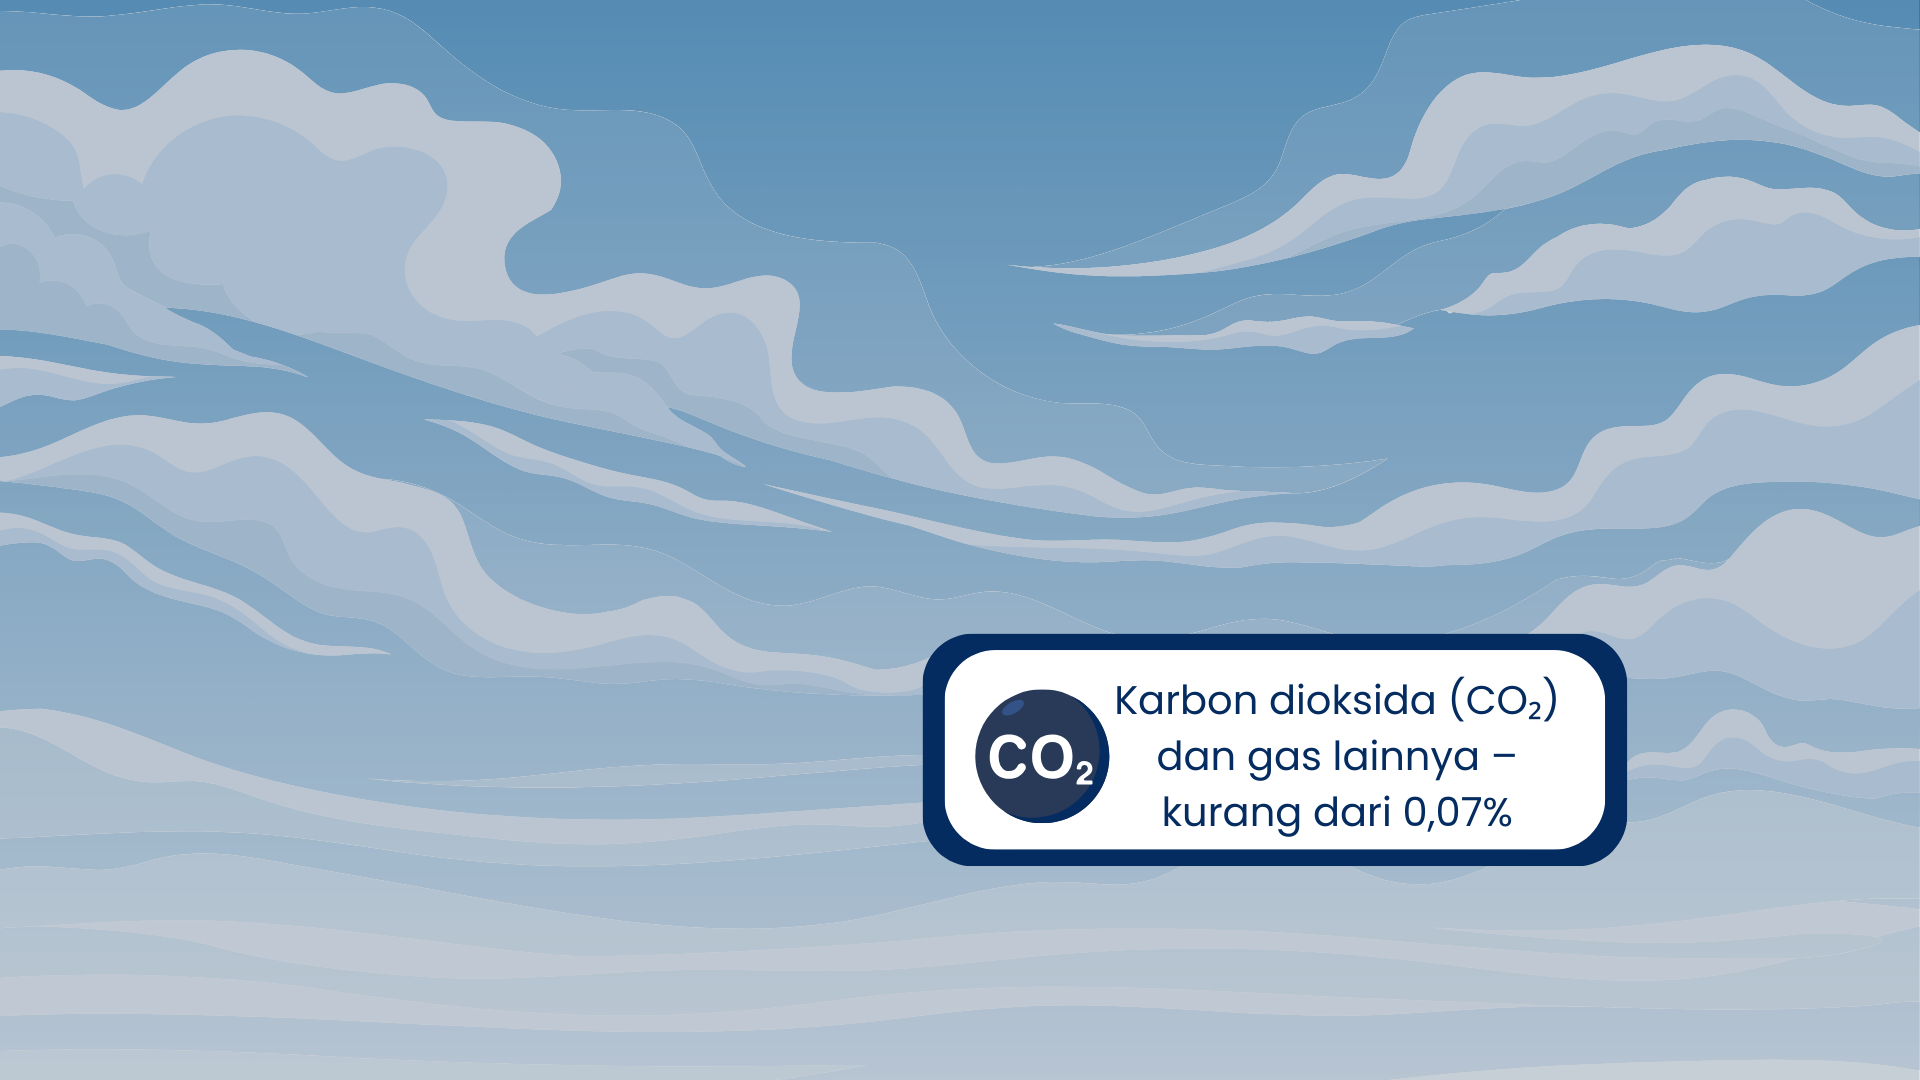 CO₂
Karbon dioksida (CO₂)
dan gas lainnya –
kurang dari 0,07%